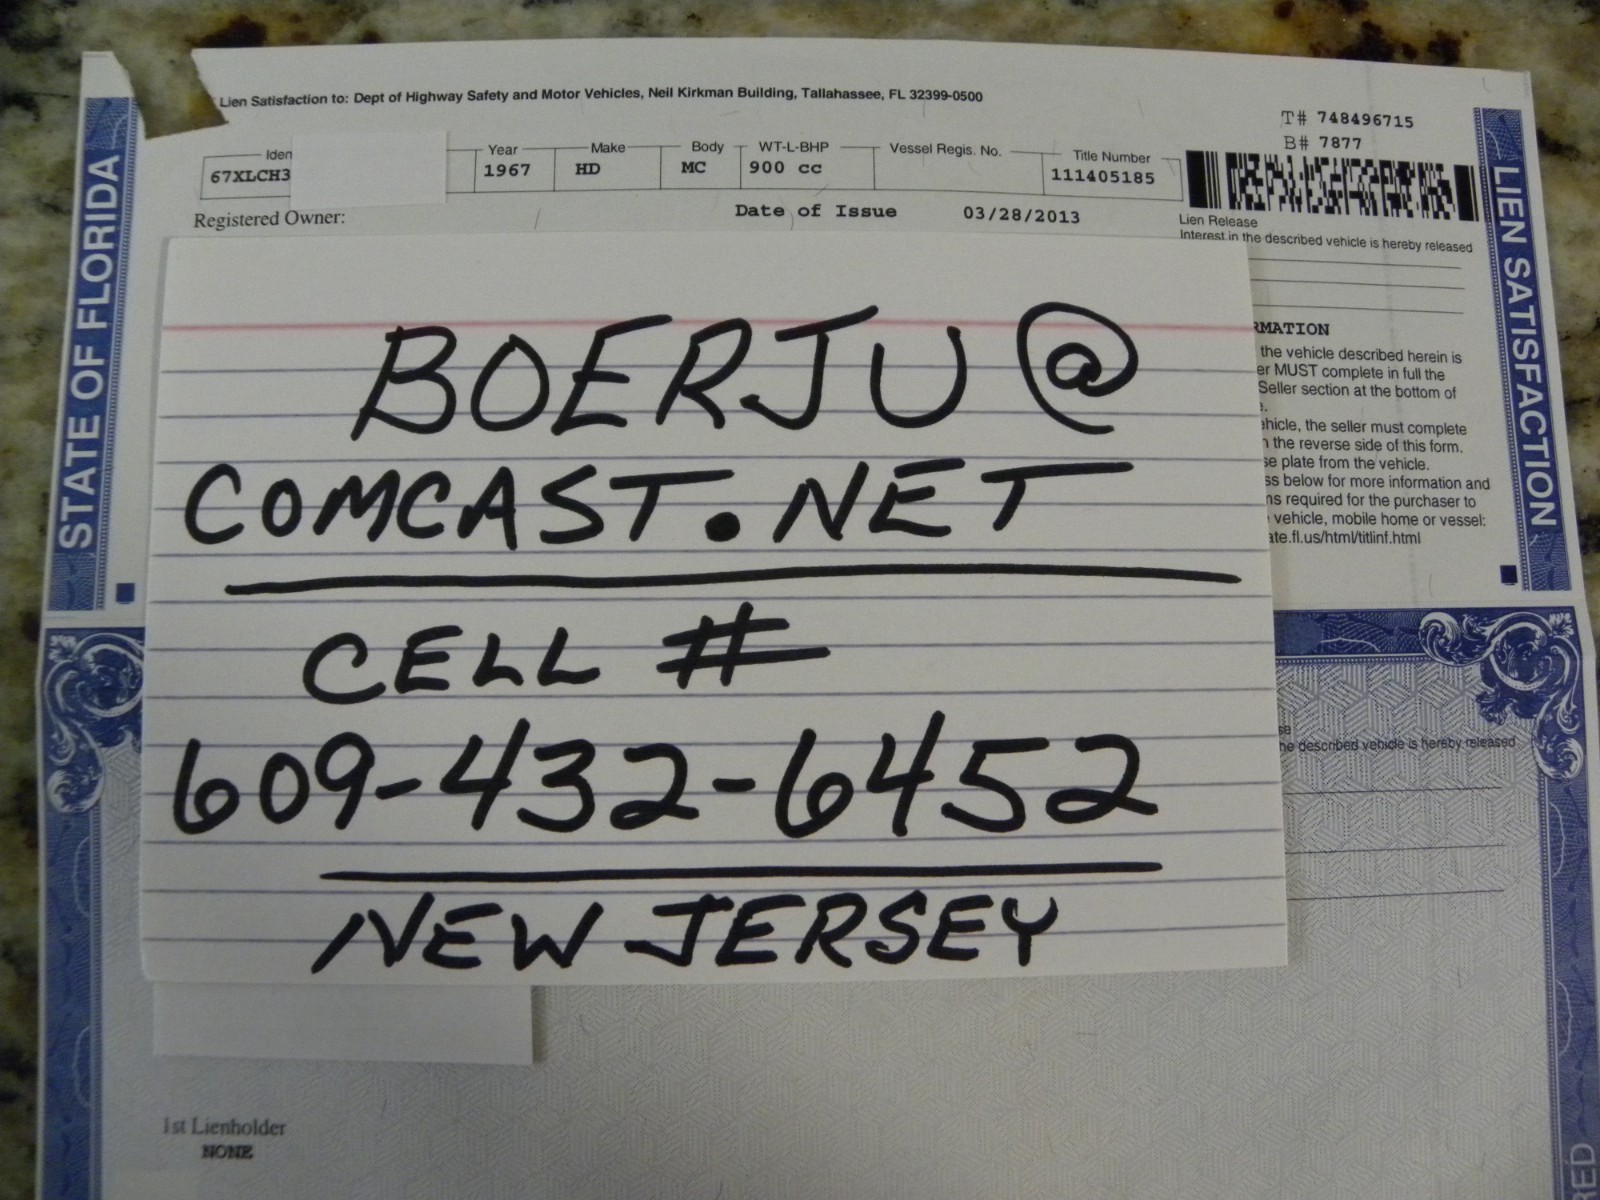 Lien Satisfaction to: Dept of Highway Safety and Motor Vehicles, Neil Kirkman Building, Tallahassee, FL 32399-0500
T# 748496715
B# 7877
Iden Year Make Body WT-L-BHP Vessel Regis. No. Title Number
67XLCH3 1967 HD MC 900 cc 111405185
Registered Owner: Date of Issue 03/28/2013
Lien Release
Interest in the described vehicle is hereby released
STATE OF FLORIDA
LIEN SATISFACTION
RMATION
the vehicle described herein is
er MUST complete in full the
Seller section at the bottom of
e.
ehicle, the seller must complete
n the reverse side of this form.
se plate from the vehicle.
ss below for more information and
ms required for the purchaser to
vehicle, mobile home or vessel:
ate.fl.us/html/titlinf.html
BOERJU @
COMCAST.NET
CELL #
609-432-6452
NEW JERSEY
se
he described vehicle is hereby released
1st Lienholder
NONE
RED